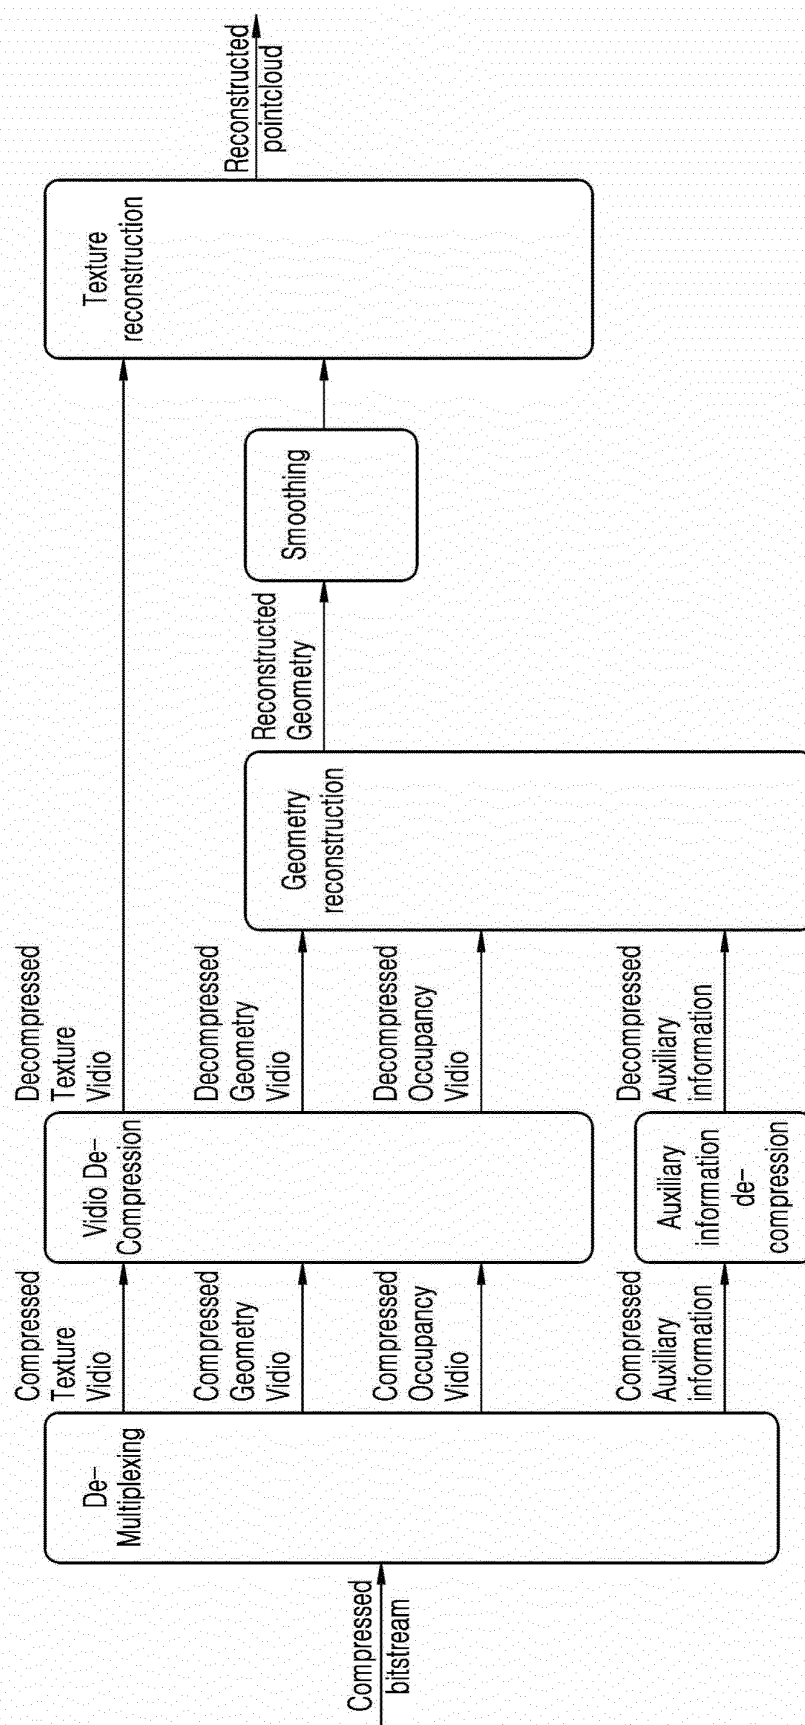 Compressed
bitstream
De-
Multiplexing
Compressed
Texture
Vidio
Compressed
Geometry
Vidio
Compressed
Occupancy
Vidio
Compressed
Auxiliary
information
Vidio De-
Compression
Auxiliary
information
de-
compression
Decompressed
Texture
Vidio
Decompressed
Geometry
Vidio
Decompressed
Occupancy
Vidio
Decompressed
Auxiliary
information
Geometry
reconstruction
Reconstructed
Geometry
Smoothing
Texture
reconstruction
Reconstructed
pointcloud